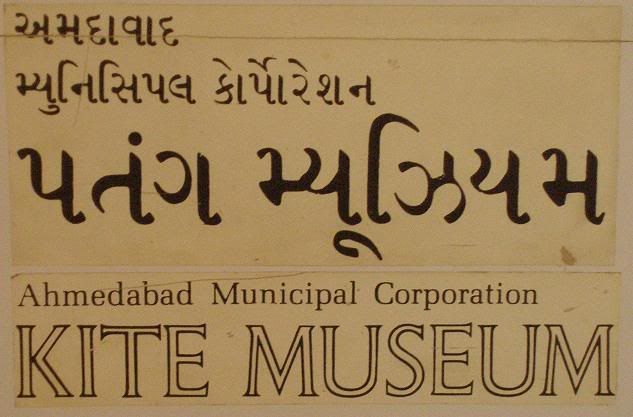 અમદાવાદ
મ્યુનિસિપલ કોર્પોરેશન
પતંગ મ્યૂઝિયમ
Ahmedabad Municipal Corporation
KITE MUSEUM